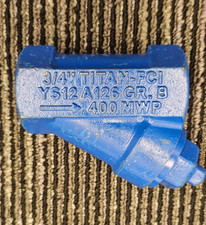 3/4" TITAN-FCI
YS12 A126 GR. B
400 MWP